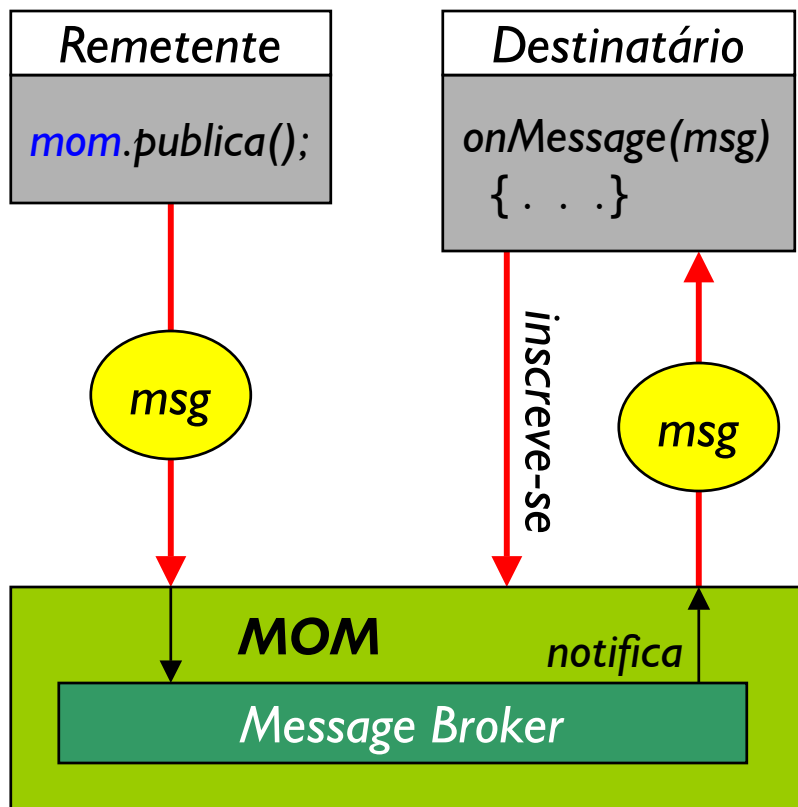 Remetente
mom.publica();
Destinatário
onMessage(msg)
{ . . .}
msg
inscreve-se
msg
MOM
notifica
Message Broker